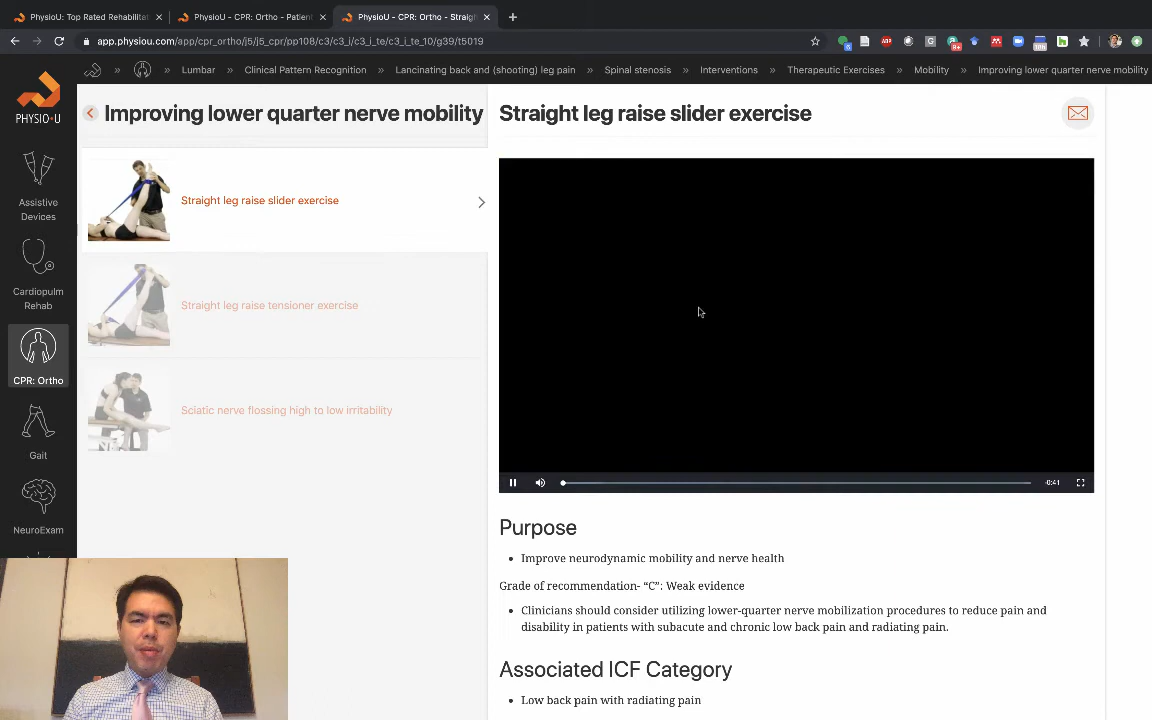 PhysioU: Top Rated Rehabilitat
PhysioU - CPR: Ortho - Patien
PhysioU - CPR: Ortho - Straigh
app.physiou.com/app/cpr_ortho/j5/j5_cpr/pp108/c3/c3_i/c3_i_te/c3_i_te_10/g39/t5019
» » Lumbar » Clinical Pattern Recognition » Lancinating back and (shooting) leg pain » Spinal stenosis » Interventions » Therapeutic Exercises » Mobility » Improving lower quarter nerve mobility
PHYSIO U
Assistive
Devices
Cardiopulm
Rehab
CPR: Ortho
Gait
NeuroExam
Improving lower quarter nerve mobility
Straight leg raise slider exercise
Straight leg raise tensioner exercise
Sciatic nerve flossing high to low irritability
Straight leg raise slider exercise
-0:41
Purpose
• Improve neurodynamic mobility and nerve health
Grade of recommendation- “C”: Weak evidence
• Clinicians should consider utilizing lower-quarter nerve mobilization procedures to reduce pain and
disability in patients with subacute and chronic low back pain and radiating pain.
Associated ICF Category
• Low back pain with radiating pain